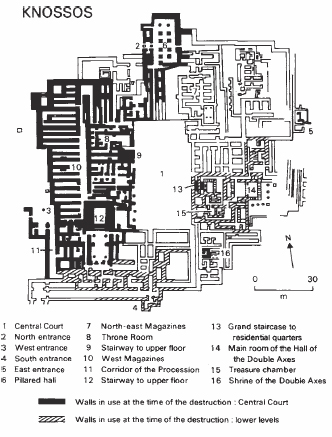 KNOSSOS
2
6
5
8
9
10
1
13
14
3
12
15
11
16
N
4
0 30
m
1 Central Court
2 North entrance
3 West entrance
4 South entrance
5 East entrance
6 Pillared hall
7 North-east Magazines
8 Throne Room
9 Stairway to upper floor
10 West Magazines
11 Corridor of the Procession
12 Stairway to upper floor
13 Grand staircase to
residential quarters
14 Main room of the Hall of
the Double Axes
15 Treasure chamber
16 Shrine of the Double Axes
Walls in use at the time of the destruction : Central Court
Walls in use at the time of the destruction : lower levels